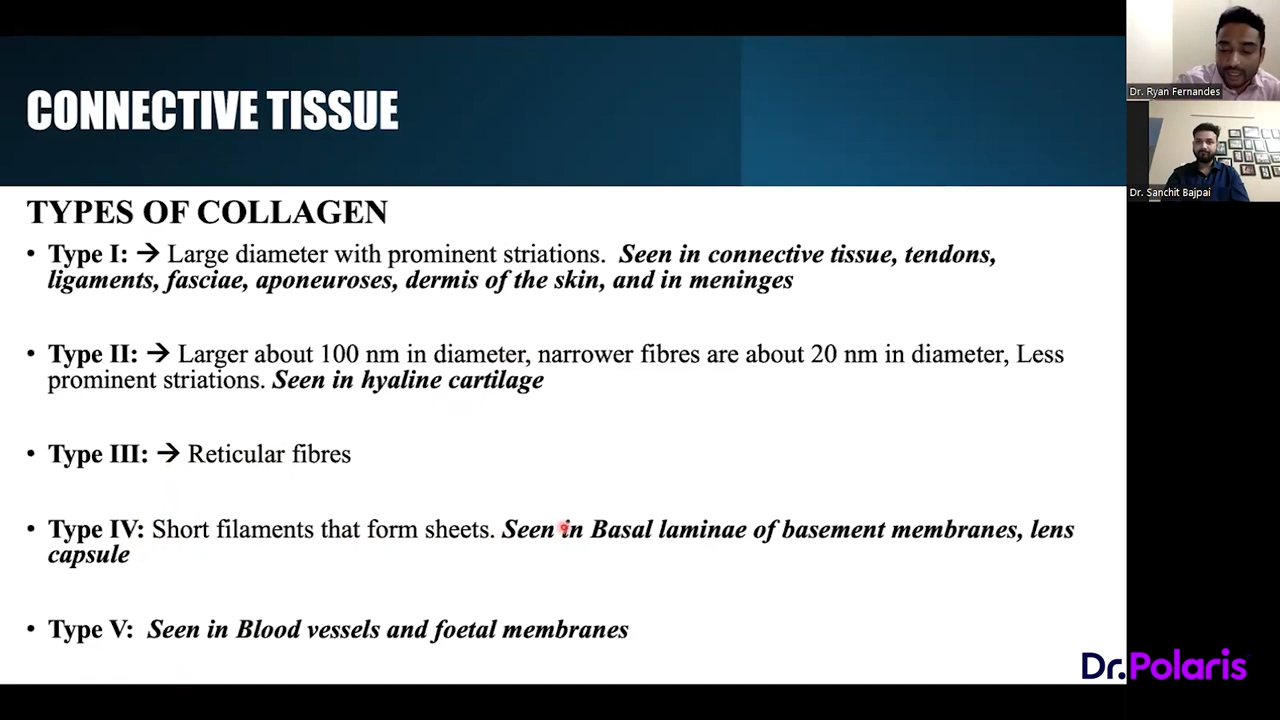 CONNECTIVE TISSUE
TYPES OF COLLAGEN
• Type I: → Large diameter with prominent striations. Seen in connective tissue, tendons,
ligaments, fasciae, aponeuroses, dermis of the skin, and in meninges
• Type II: → Larger about 100 nm in diameter, narrower fibres are about 20 nm in diameter, Less
prominent striations. Seen in hyaline cartilage
• Type III: → Reticular fibres
• Type IV: Short filaments that form sheets. Seen in Basal laminae of basement membranes, lens
capsule
• Type V: Seen in Blood vessels and foetal membranes
Dr. Ryan Fernandes
Dr. Sanchit Bajpai
Dr.Polaris